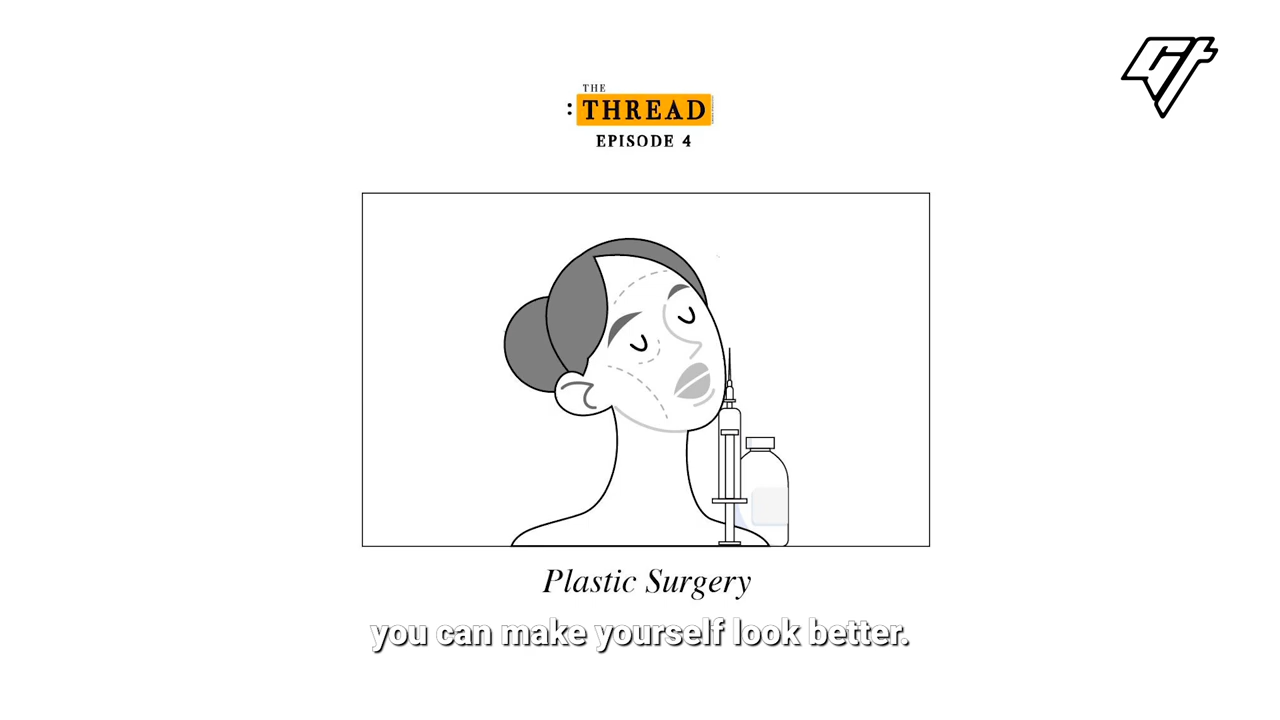 THE
: THREAD
EPISODE 4
Plastic Surgery
you can make yourself look better.